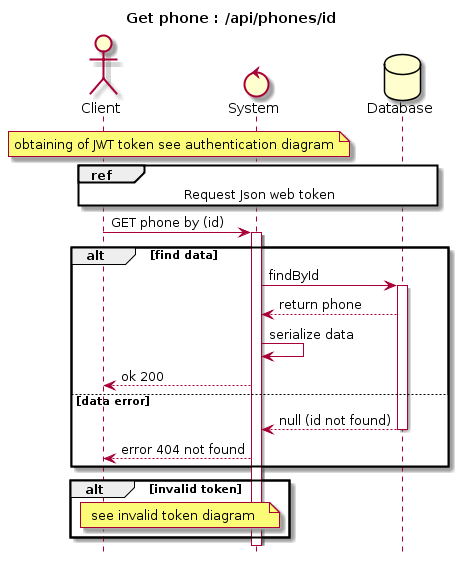 Get phone : /api/phones/id
Client
System
Database
obtaining of JWT token see authentication diagram
ref
Request Json web token
GET phone by (id)
alt [find data]
findById
return phone
serialize data
ok 200
[data error]
null (id not found)
error 404 not found
alt [invalid token]
see invalid token diagram